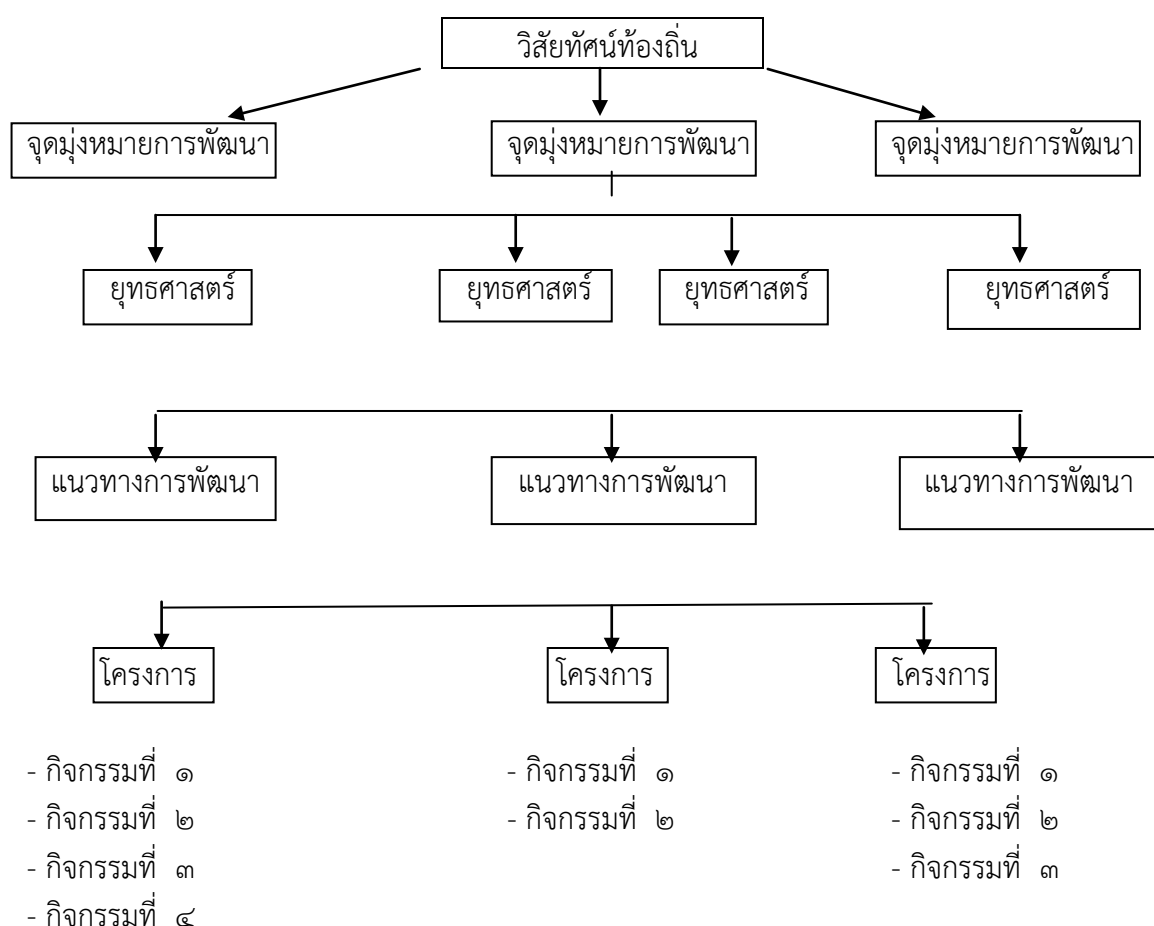 วิสัยทัศน์ท้องถิ่น
จุดมุ่งหมายการพัฒนา จุดมุ่งหมายการพัฒนา จุดมุ่งหมายการพัฒนา
ยุทธศาสตร์ ยุทธศาสตร์ ยุทธศาสตร์ ยุทธศาสตร์
แนวทางการพัฒนา แนวทางการพัฒนา แนวทางการพัฒนา
โครงการ โครงการ โครงการ
- กิจกรรมที่ ๑ - กิจกรรมที่ ๑ - กิจกรรมที่ ๑
- กิจกรรมที่ ๒ - กิจกรรมที่ ๒ - กิจกรรมที่ ๒
- กิจกรรมที่ ๓ - กิจกรรมที่ ๓
- กิจกรรมที่ ๔